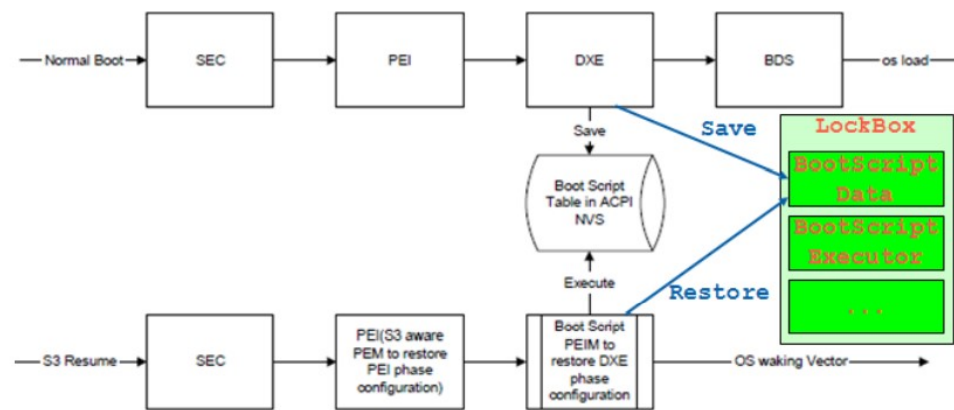 Normal Boot
SEC
PEI
DXE
BDS
os load
Save
Save
LockBox
BootScript
Data
BootScript
Executor
...
Boot Script
Table in ACPI
NVS
Execute
Restore
S3 Resume
SEC
PEI(S3 aware
PEM to restore
PEI phase
configuration)
Boot Script
PEIM to
restore DXE
phase
configuration
OS waking Vector